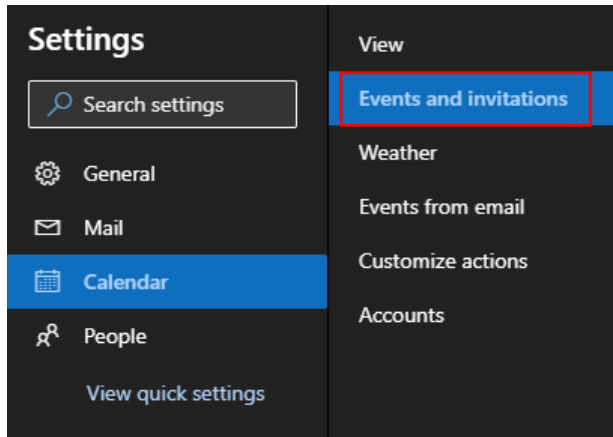 Settings
Search settings
General
Mail
Calendar
People
View quick settings
View
Events and invitations
Weather
Events from email
Customize actions
Accounts